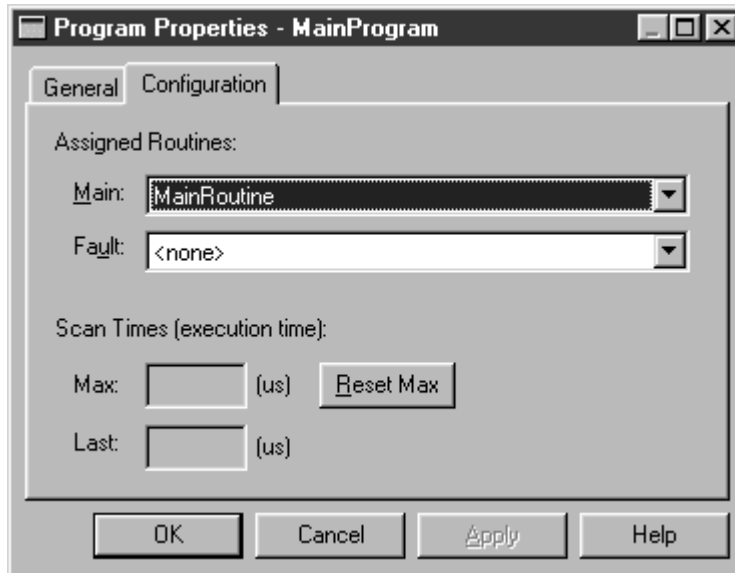 Program Properties - MainProgram
General Configuration
Assigned Routines:
Main: MainRoutine
Fault: <none>
Scan Times (execution time):
Max: (us) Reset Max
Last: (us)
OK Cancel Apply Help